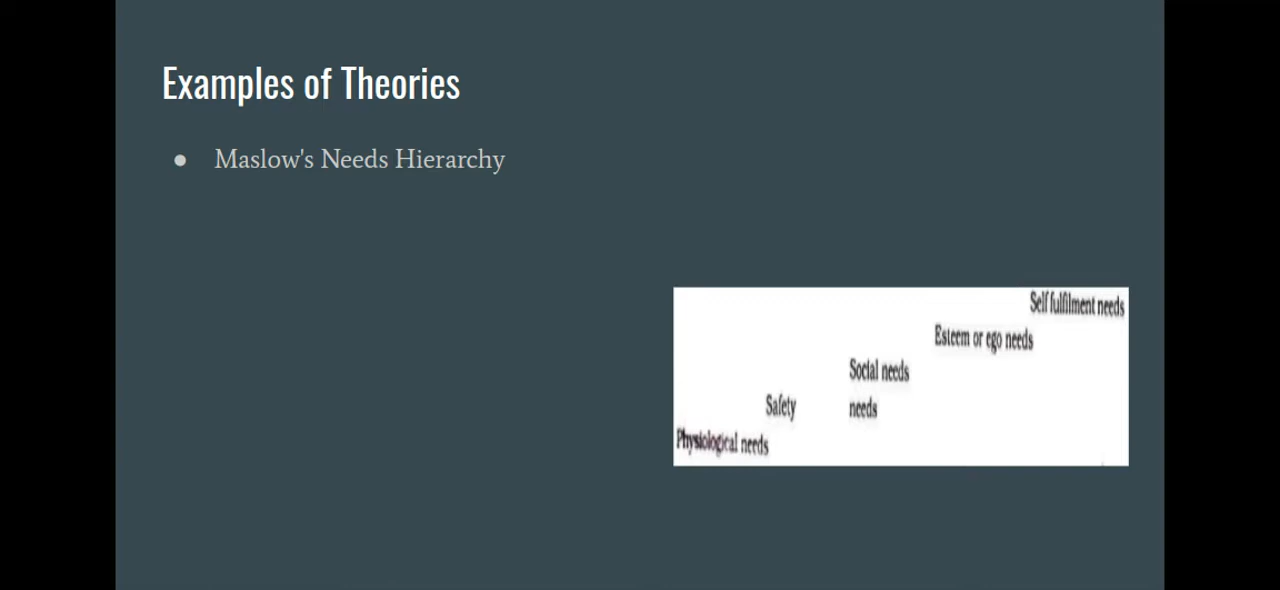 Examples of Theories
● Maslow's Needs Hierarchy
Self fulfilment needs
Esteem or ego needs
Social needs
Safety needs
Physiological needs